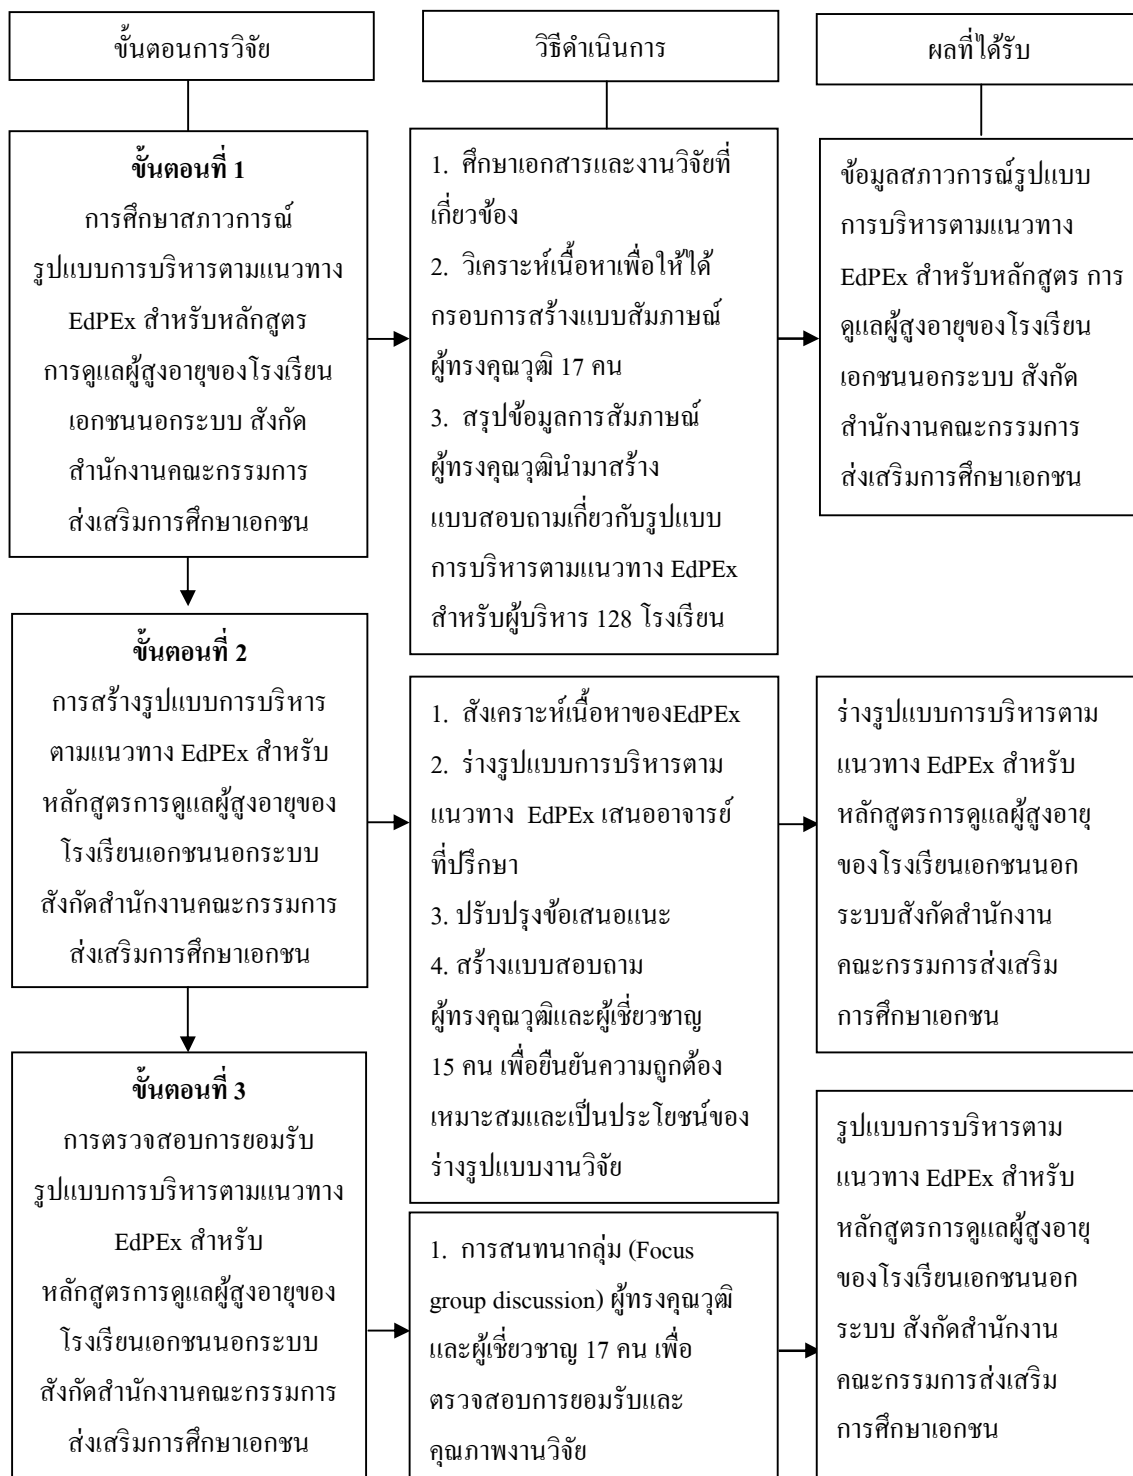 ขั้นตอนการวิจัย
วิธีดำเนินการ
ผลที่ได้รับ
ขั้นตอนที่ 1
การศึกษาสภาวการณ์
รูปแบบการบริหารตามแนวทาง
EdPEx สำหรับหลักสูตร
การดูแลผู้สูงอายุของโรงเรียน
เอกชนนอกระบบ สังกัด
สำนักงานคณะกรรมการ
ส่งเสริมการศึกษาเอกชน
1. ศึกษาเอกสารและงานวิจัยที่
เกี่ยวข้อง
2. วิเคราะห์เนื้อหาเพื่อให้ได้
กรอบการสร้างแบบสัมภาษณ์
ผู้ทรงคุณวุฒิ 17 คน
3. สรุปข้อมูลการสัมภาษณ์
ผู้ทรงคุณวุฒินำมาสร้าง
แบบสอบถามเกี่ยวกับรูปแบบ
การบริหารตามแนวทาง EdPEx
สำหรับผู้บริหาร 128 โรงเรียน
ข้อมูลสภาวการณ์รูปแบบ
การบริหารตามแนวทาง
EdPEx สำหรับหลักสูตร การ
ดูแลผู้สูงอายุของโรงเรียน
เอกชนนอกระบบ สังกัด
สำนักงานคณะกรรมการ
ส่งเสริมการศึกษาเอกชน
ขั้นตอนที่ 2
การสร้างรูปแบบการบริหาร
ตามแนวทาง EdPEx สำหรับ
หลักสูตรการดูแลผู้สูงอายุของ
โรงเรียนเอกชนนอกระบบ
สังกัดสำนักงานคณะกรรมการ
ส่งเสริมการศึกษาเอกชน
1. สังเคราะห์เนื้อหาของEdPEx
2. ร่างรูปแบบการบริหารตาม
แนวทาง EdPEx เสนออาจารย์
ที่ปรึกษา
3. ปรับปรุงข้อเสนอแนะ
4. สร้างแบบสอบถาม
ผู้ทรงคุณวุฒิและผู้เชี่ยวชาญ
15 คน เพื่อยืนยันความถูกต้อง
เหมาะสมและเป็นประโยชน์ของ
ร่างรูปแบบงานวิจัย
ร่างรูปแบบการบริหารตาม
แนวทาง EdPEx สำหรับ
หลักสูตรการดูแลผู้สูงอายุ
ของโรงเรียนเอกชนนอก
ระบบสังกัดสำนักงาน
คณะกรรมการส่งเสริม
การศึกษาเอกชน
ขั้นตอนที่ 3
การตรวจสอบการยอมรับ
รูปแบบการบริหารตามแนวทาง
EdPEx สำหรับ
หลักสูตรการดูแลผู้สูงอายุของ
โรงเรียนเอกชนนอกระบบ
สังกัดสำนักงานคณะกรรมการ
ส่งเสริมการศึกษาเอกชน
1. การสนทนากลุ่ม (Focus
group discussion) ผู้ทรงคุณวุฒิ
และผู้เชี่ยวชาญ 17 คน เพื่อ
ตรวจสอบการยอมรับและ
คุณภาพงานวิจัย
รูปแบบการบริหารตาม
แนวทาง EdPEx สำหรับ
หลักสูตรการดูแลผู้สูงอายุ
ของโรงเรียนเอกชนนอก
ระบบ สังกัดสำนักงาน
คณะกรรมการส่งเสริม
การศึกษาเอกชน